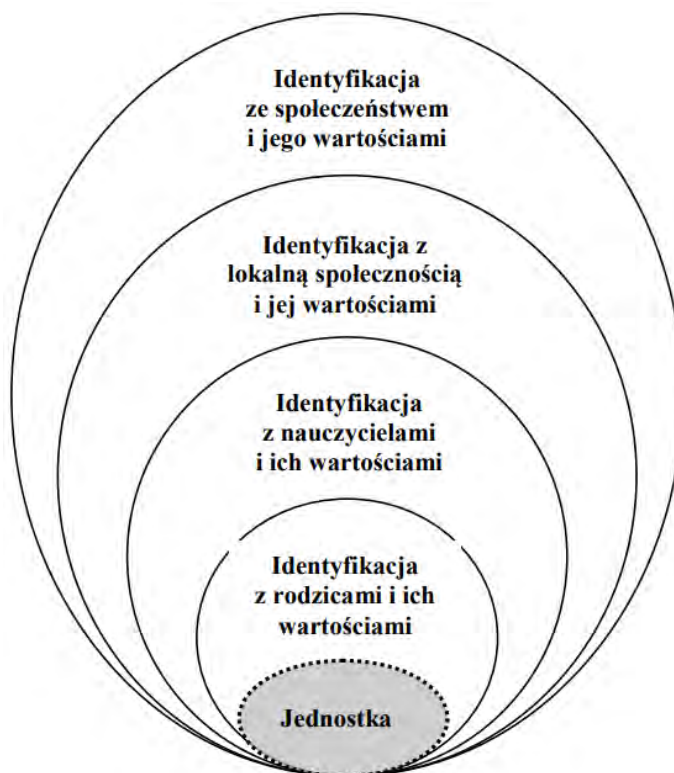 Identyfikacja
ze społeczeństwem
i jego wartościami
Identyfikacja z
lokalną społecznością
i jej wartościami
Identyfikacja
z nauczycielami
i ich wartościami
Identyfikacja
z rodzicami i ich
wartościami
Jednostka